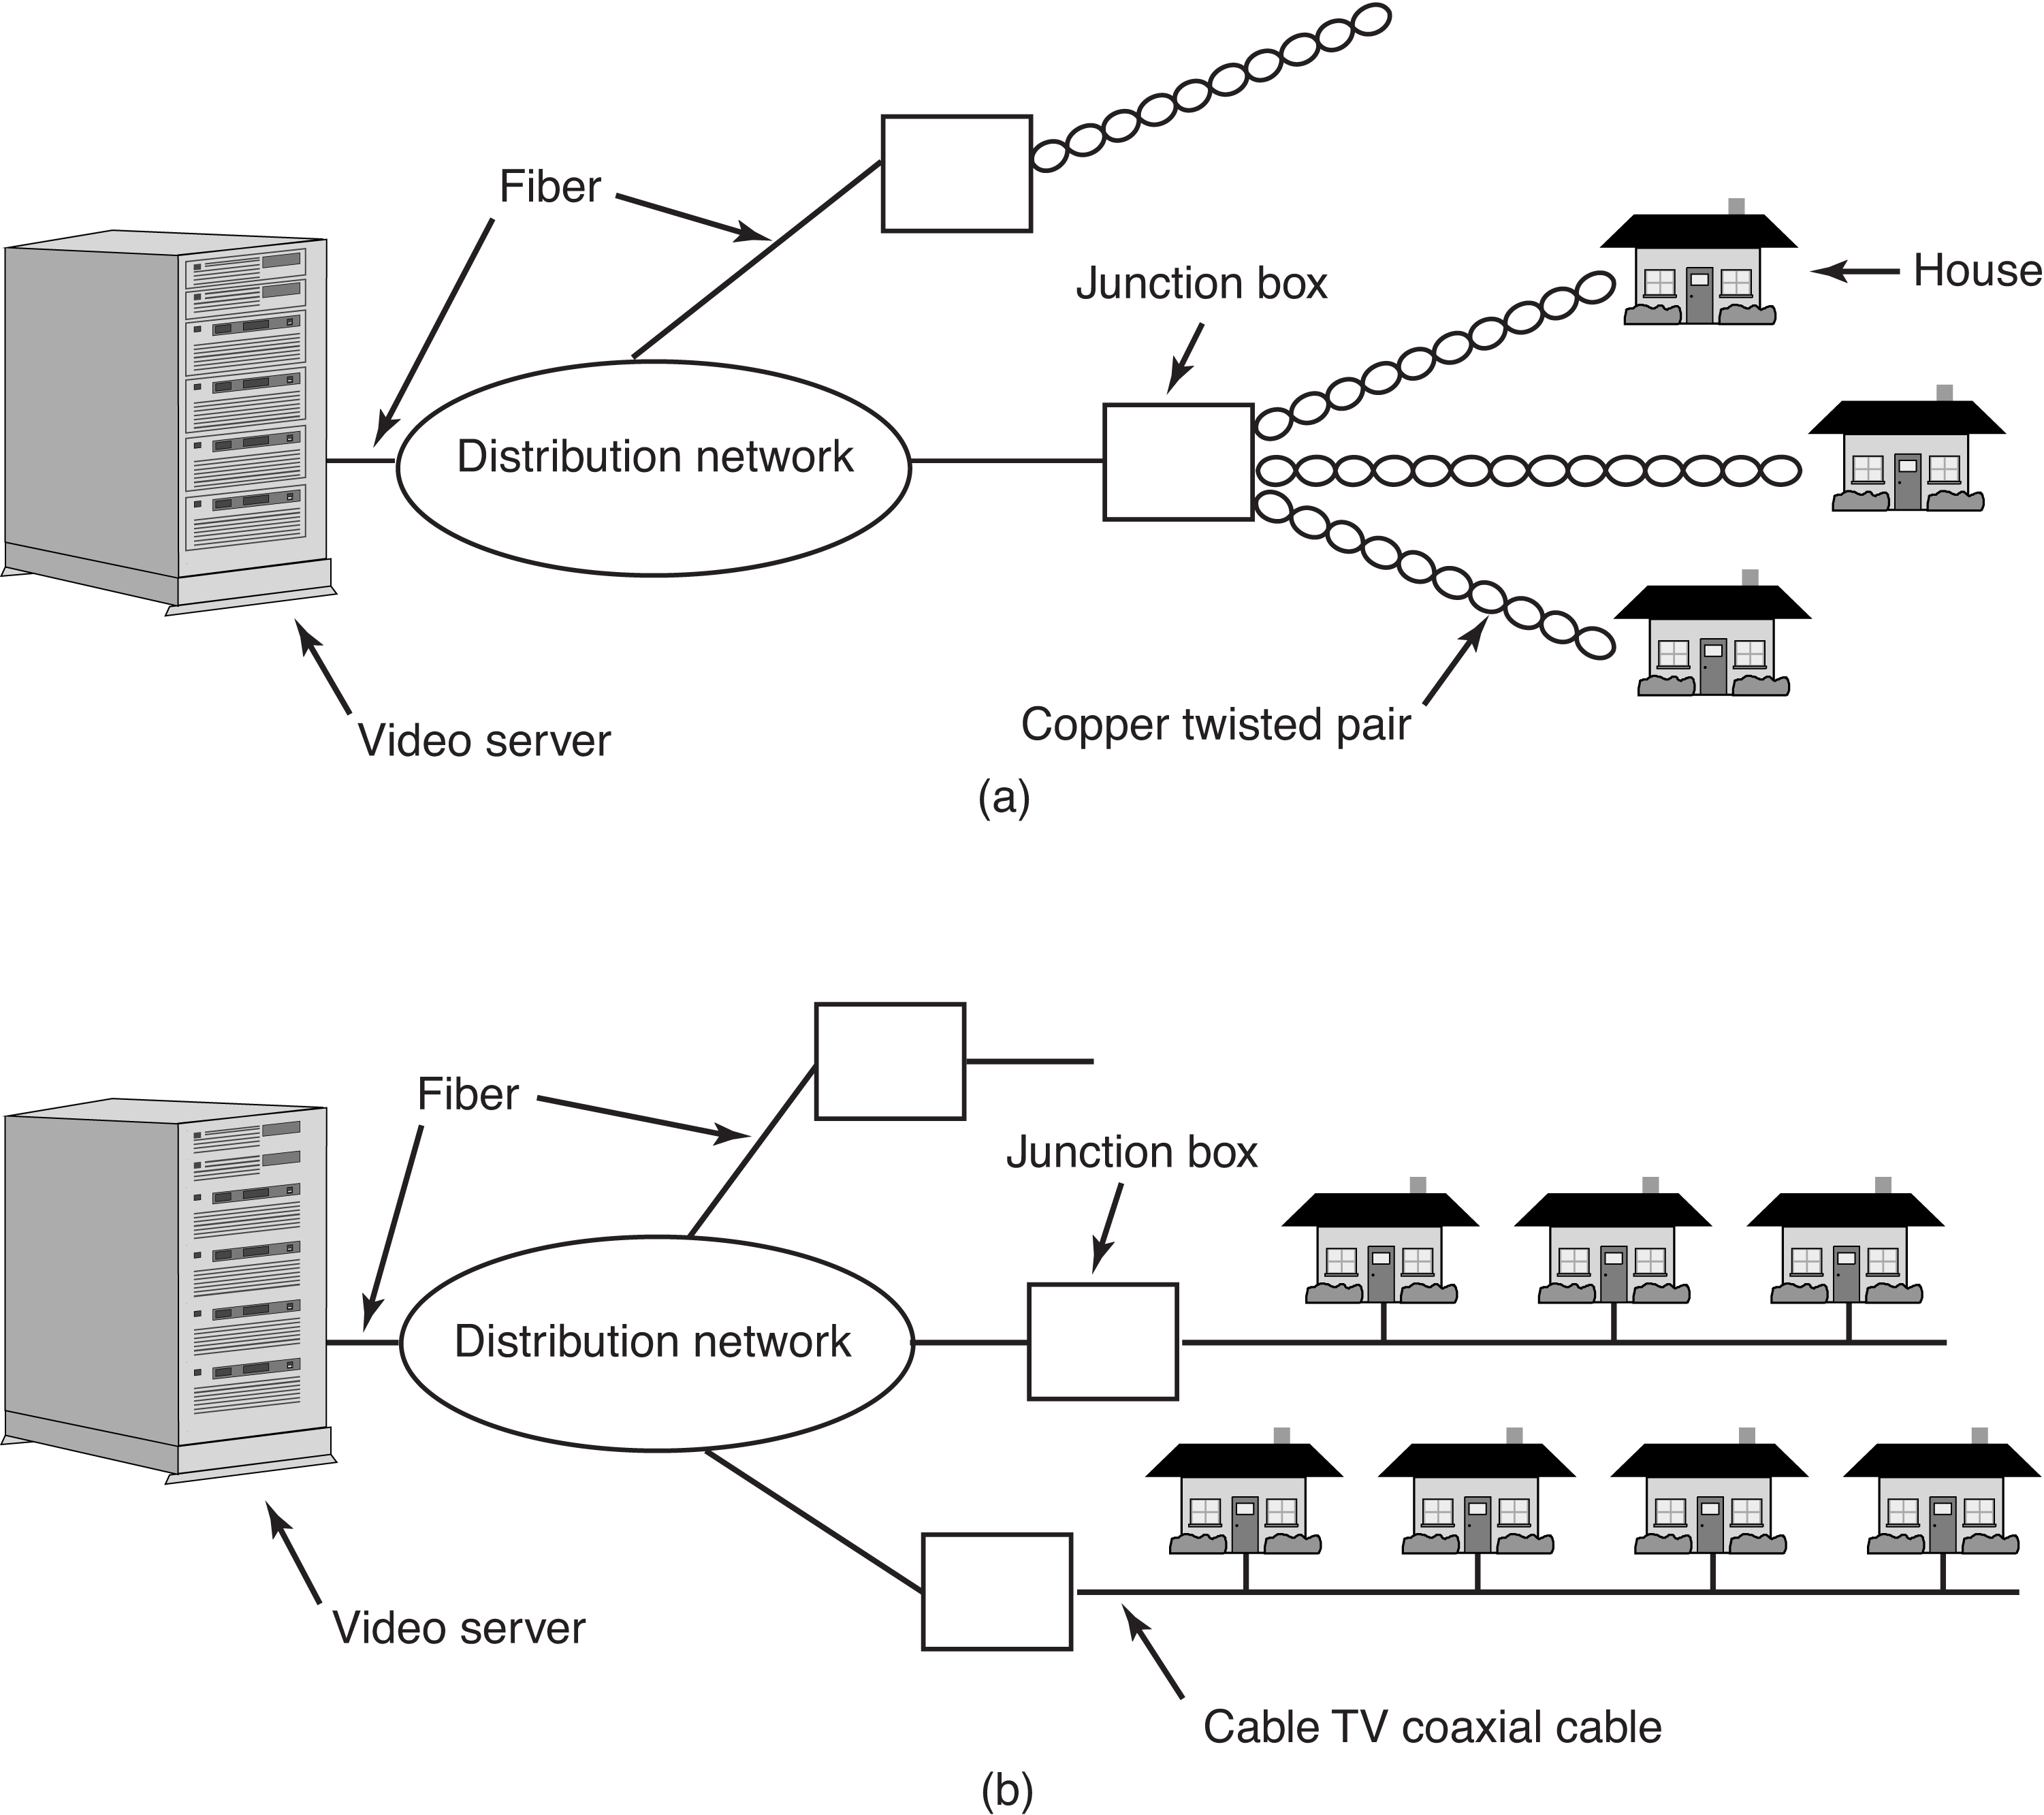 Fiber
Junction box
House
Distribution network
Copper twisted pair
Video server
(a)
Fiber
Junction box
Distribution network
Video server
Cable TV coaxial cable
(b)